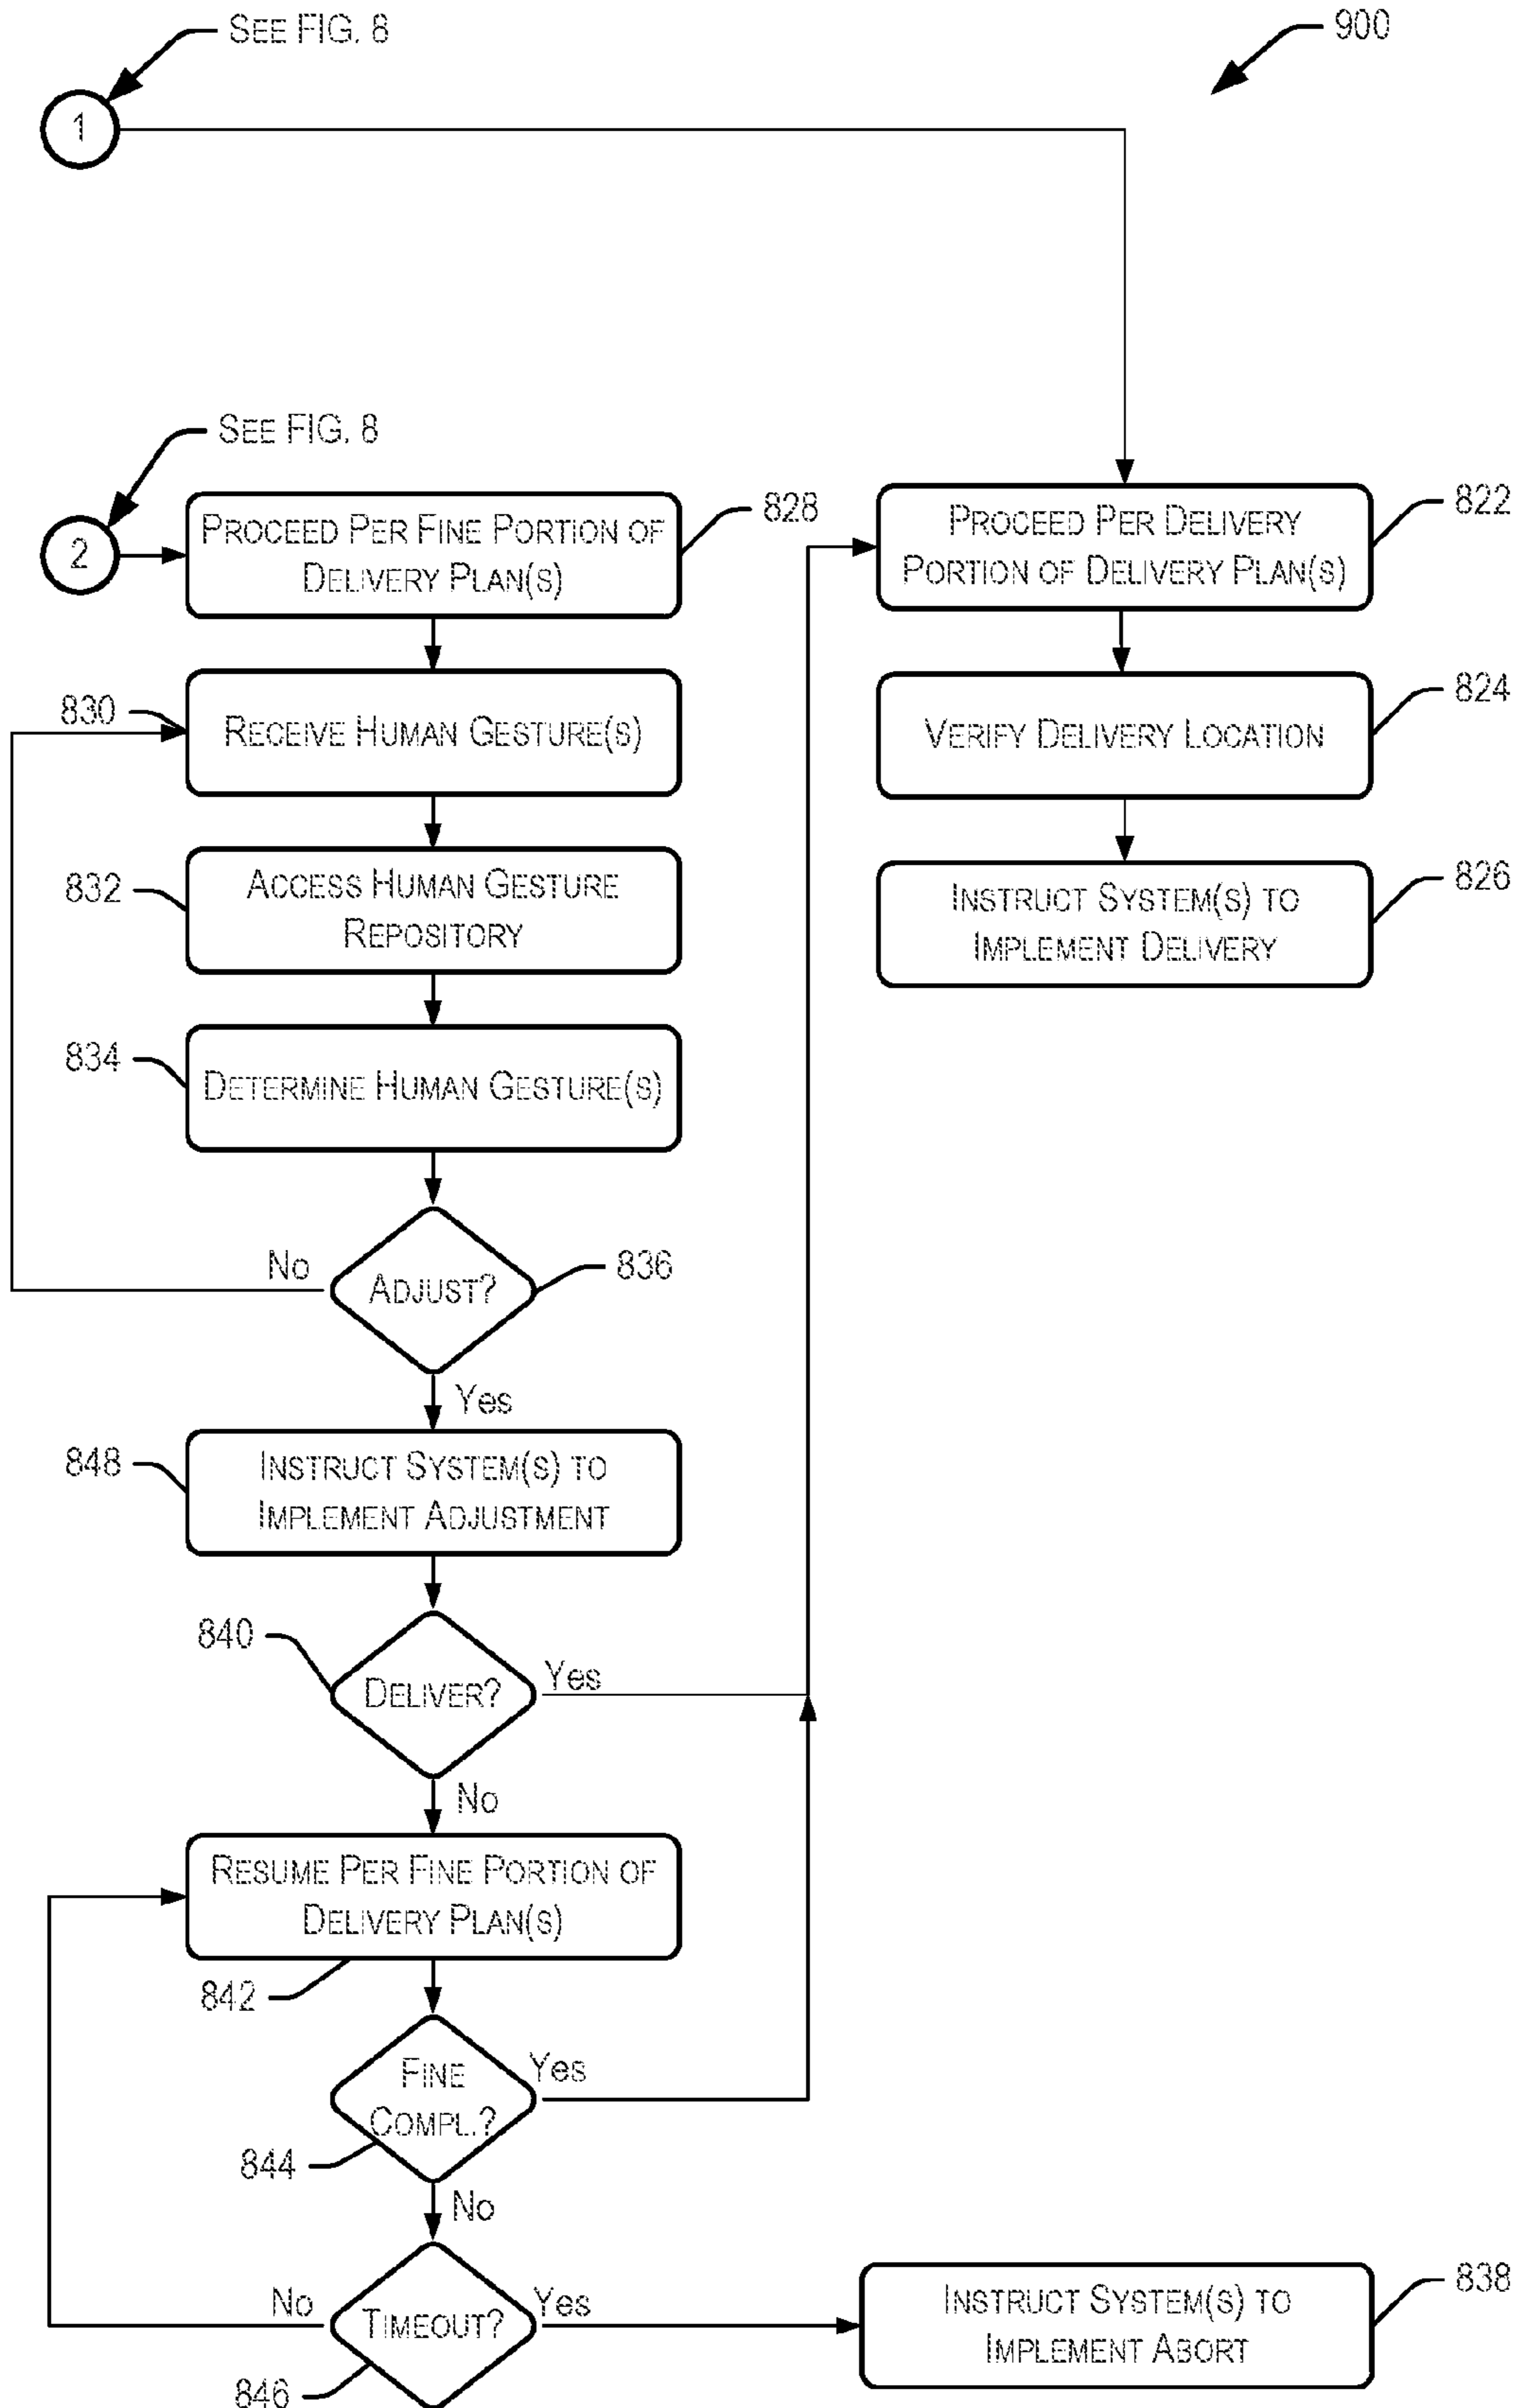 SEE FIG. 8
900
1
SEE FIG. 8
2
PROCEED PER FINE PORTION OF
DELIVERY PLAN(S)
828
PROCEED PER DELIVERY
PORTION OF DELIVERY PLAN(S)
822
830
RECEIVE HUMAN GESTURE(S)
VERIFY DELIVERY LOCATION
824
832
ACCESS HUMAN GESTURE
REPOSITORY
INSTRUCT SYSTEM(S) TO
IMPLEMENT DELIVERY
826
834
DETERMINE HUMAN GESTURE(S)
No
ADJUST?
836
Yes
848
INSTRUCT SYSTEM(S) TO
IMPLEMENT ADJUSTMENT
840
DELIVER?
Yes
No
RESUME PER FINE PORTION OF
DELIVERY PLAN(S)
842
FINE
COMPL.?
Yes
844
No
No
TIMEOUT?
Yes
846
INSTRUCT SYSTEM(S) TO
IMPLEMENT ABORT
838